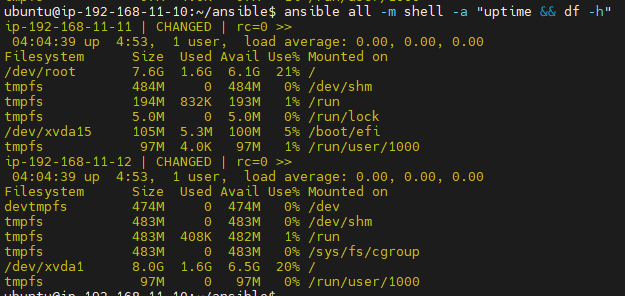 ubuntu@ip-192-168-11-10:~/ansible$ ansible all -m shell -a "uptime && df -h"
ip-192-168-11-11 | CHANGED | rc=0 >>
 04:04:39 up  4:53,  1 user,  load average: 0.00, 0.00, 0.00
Filesystem      Size  Used Avail Use% Mounted on
/dev/root       7.6G  1.6G  6.1G  21% /
tmpfs           484M     0  484M   0% /dev/shm
tmpfs           194M  832K  193M   1% /run
tmpfs           5.0M     0  5.0M   0% /run/lock
/dev/xvda15     105M  5.3M  100M   5% /boot/efi
tmpfs            97M  4.0K   97M   1% /run/user/1000
ip-192-168-11-12 | CHANGED | rc=0 >>
 04:04:39 up  4:53,  1 user,  load average: 0.00, 0.00, 0.00
Filesystem      Size  Used Avail Use% Mounted on
devtmpfs        474M     0  474M   0% /dev
tmpfs           483M     0  483M   0% /dev/shm
tmpfs           483M  408K  482M   1% /run
tmpfs           483M     0  483M   0% /sys/fs/cgroup
/dev/xvda1      8.0G  1.6G  6.5G  20% /
tmpfs            97M     0   97M   0% /run/user/1000
ubuntu@ip-192-168-11-10:~/ansible$